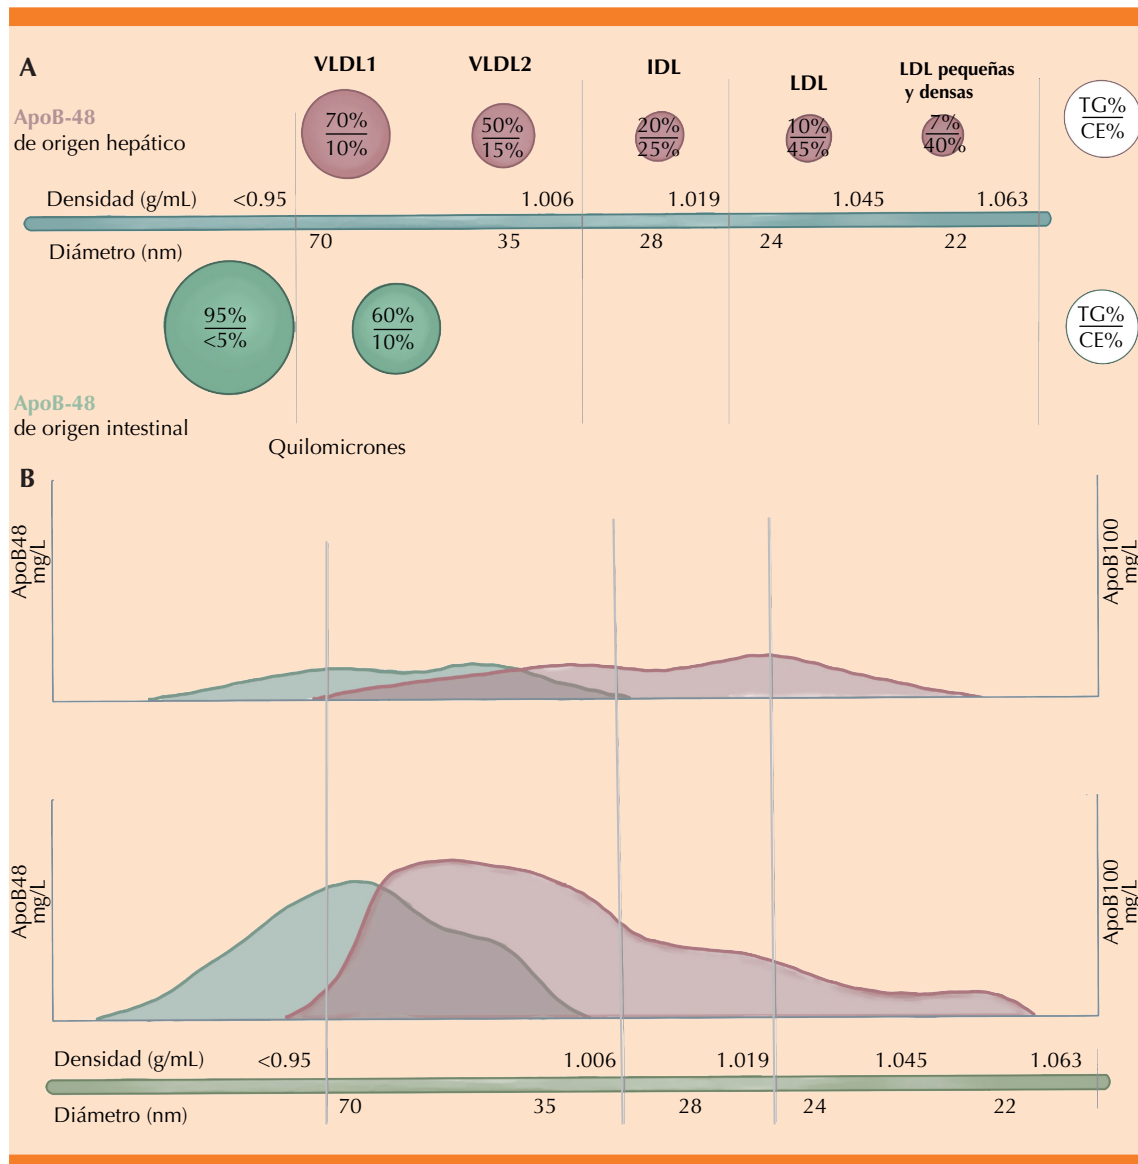 A
VLDL1
VLDL2
IDL
LDL
LDL pequeñas
y densas
ApoB-48
de origen hepático
70%
10%
50%
15%
20%
25%
10%
45%
7%
40%
TG%
CE%
Densidad (g/mL) <0.95 1.006 1.019 1.045 1.063
Diámetro (nm) 70 35 28 24 22
95%
<5%
60%
10%
TG%
CE%
ApoB-48
de origen intestinal
Quilomicrones
B
ApoB48
mg/L
ApoB100
mg/L
ApoB48
mg/L
ApoB100
mg/L
Densidad (g/mL) <0.95 1.006 1.019 1.045 1.063
Diámetro (nm) 70 35 28 24 22